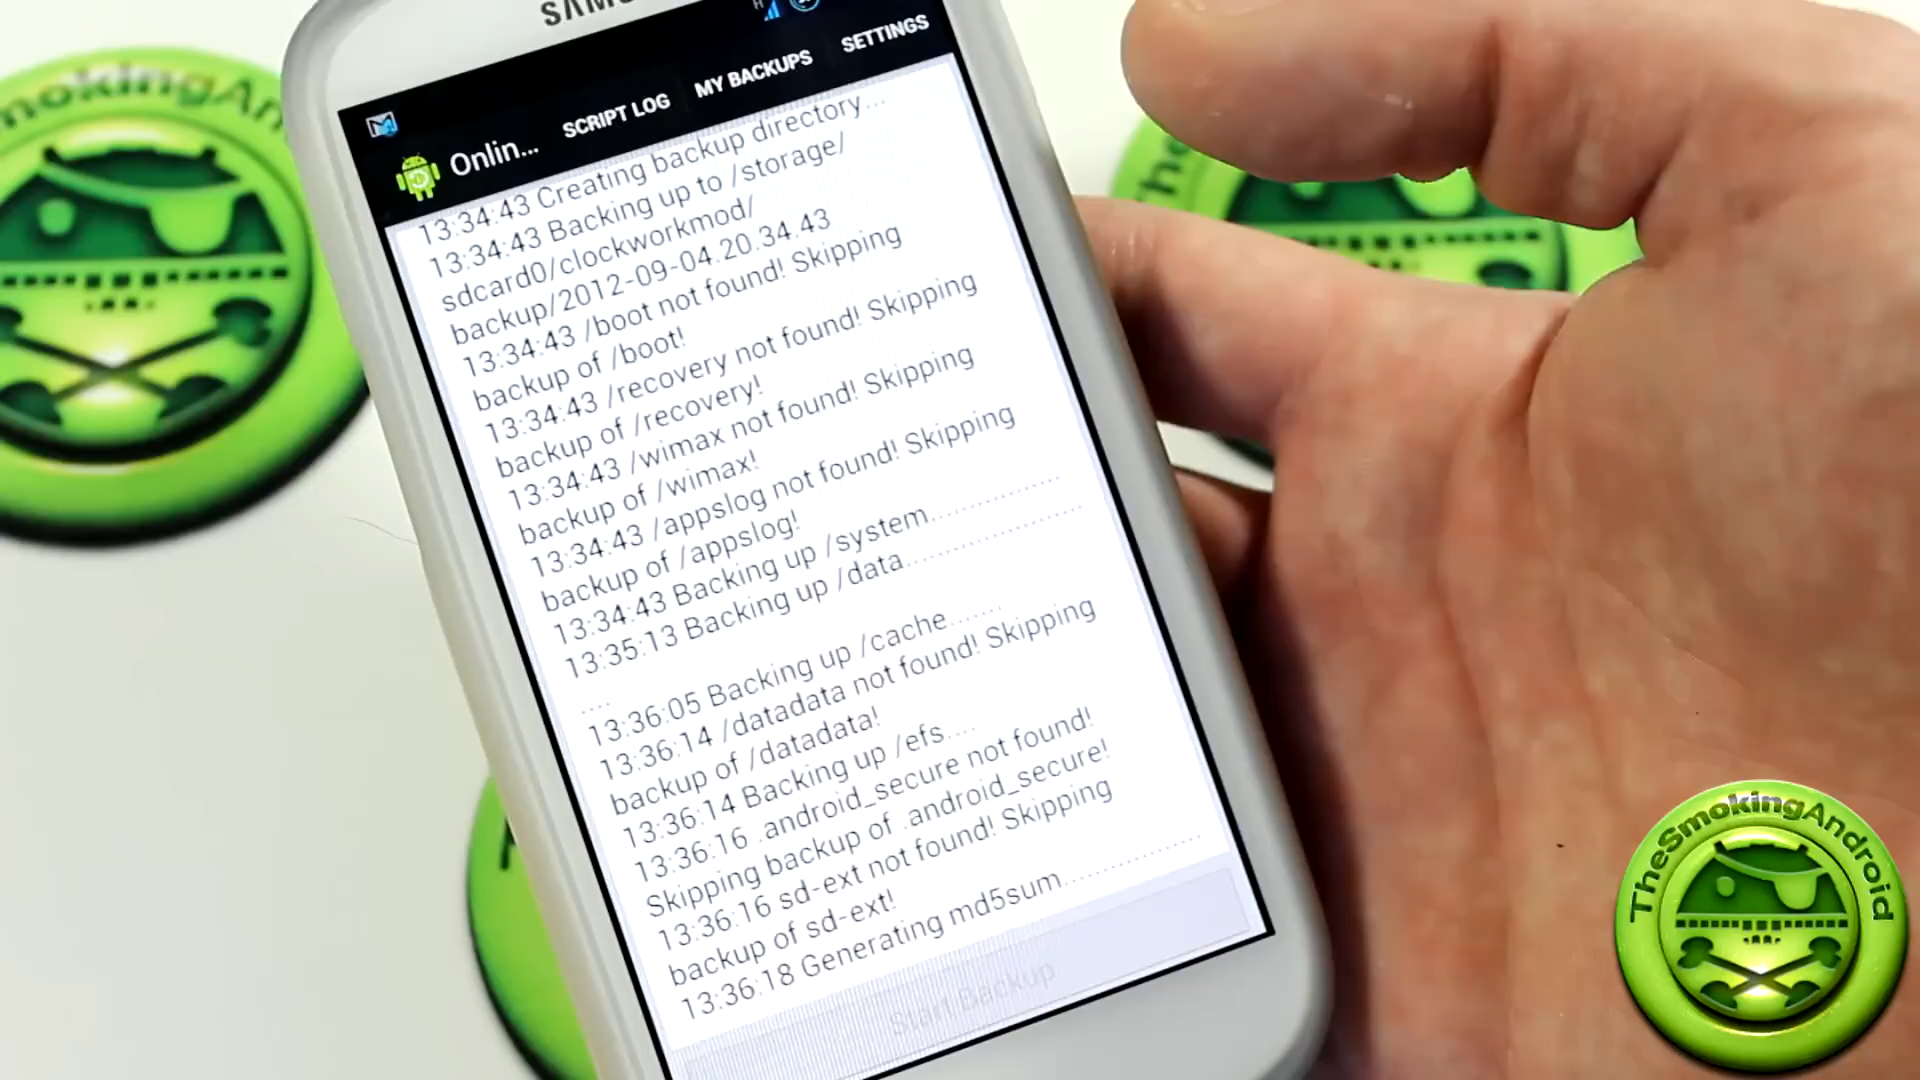 SAMS
SCRIPT LOG
MY BACKUPS
SETTINGS
Onlin...
13:34:43 Creating backup directory...
13:34:43 Backing up to /storage/
sdcard0/clockworkmod/
backup/2012-09-04.20.34.43
13:34:43 /boot not found! Skipping
backup of /boot!
13:34:43 /recovery not found! Skipping
backup of /recovery!
13:34:43 /wimax not found! Skipping
backup of /wimax!
13:34:43 /appslog not found! Skipping
backup of /appslog!
13:34:43 Backing up /system..................
13:35:13 Backing up /data........................
....
13:36:05 Backing up /cache.......
13:36:14 /datadata not found! Skipping
backup of /datadata!
13:36:14 Backing up /efs....
13:36:16 .android_secure not found!
Skipping backup of .android_secure!
13:36:16 sd-ext not found! Skipping
backup of sd-ext!
13:36:18 Generating md5sum...................
Start Backup
SmokingAn
The
TheSmokingAndroid